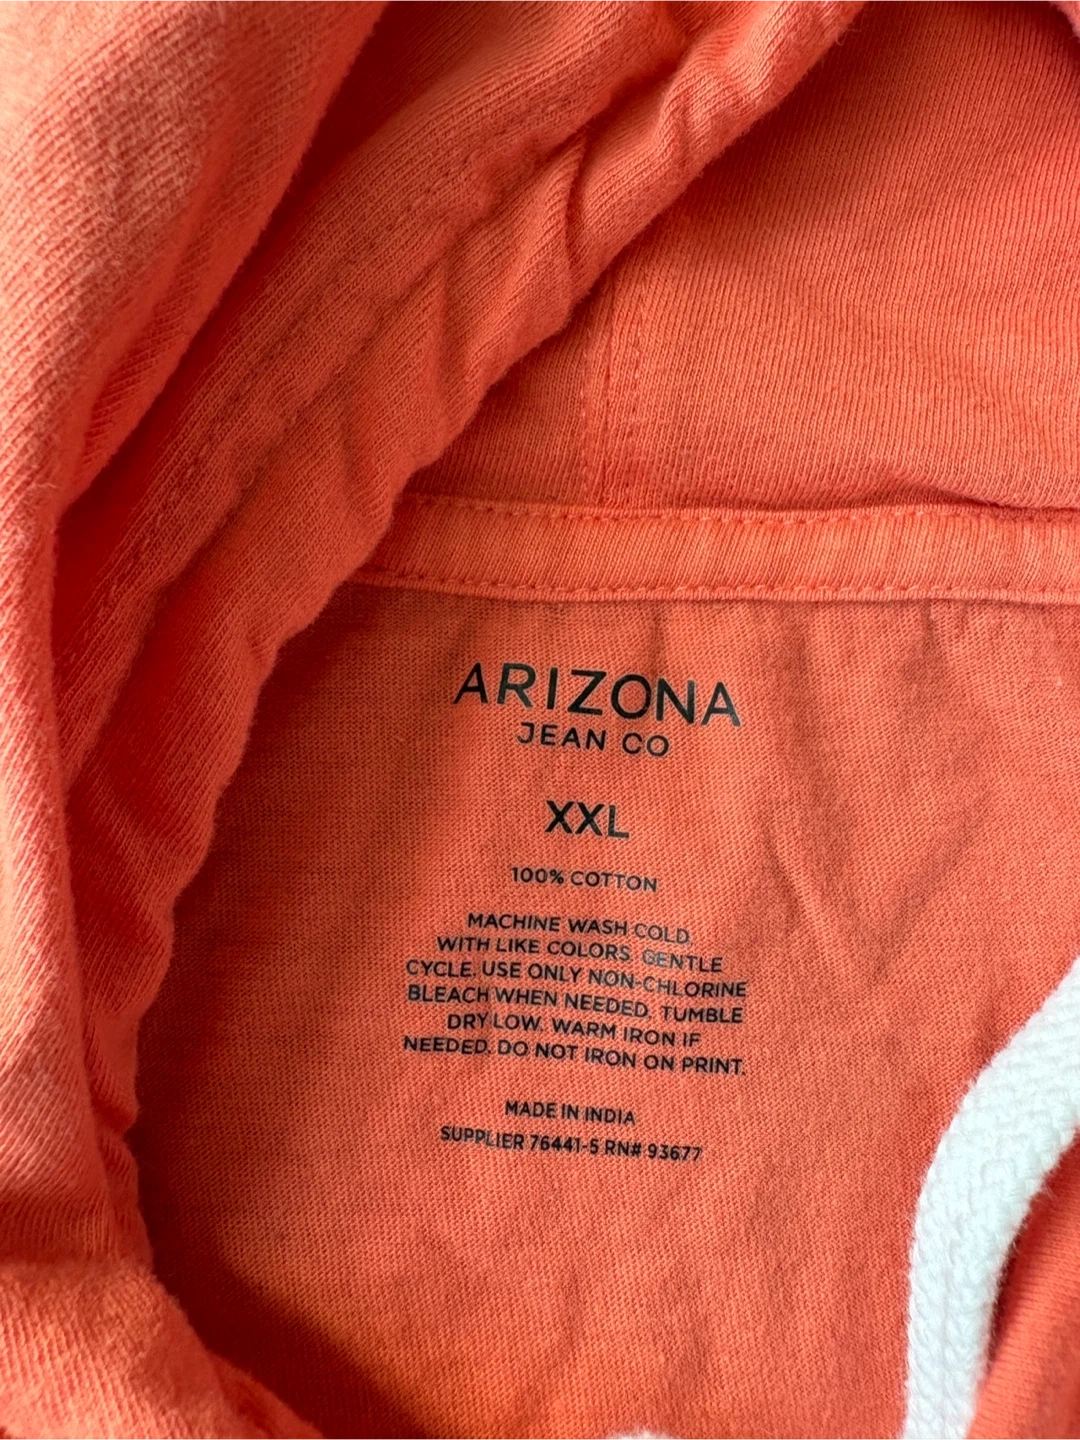 ARIZONA
JEAN CO
XXL
100% COTTON
MACHINE WASH COLD,
WITH LIKE COLORS. GENTLE
CYCLE. USE ONLY NON-CHLORINE
BLEACH WHEN NEEDED. TUMBLE
DRY LOW. WARM IRON IF
NEEDED. DO NOT IRON ON PRINT.
MADE IN INDIA
SUPPLIER 76441-5 RN# 93677